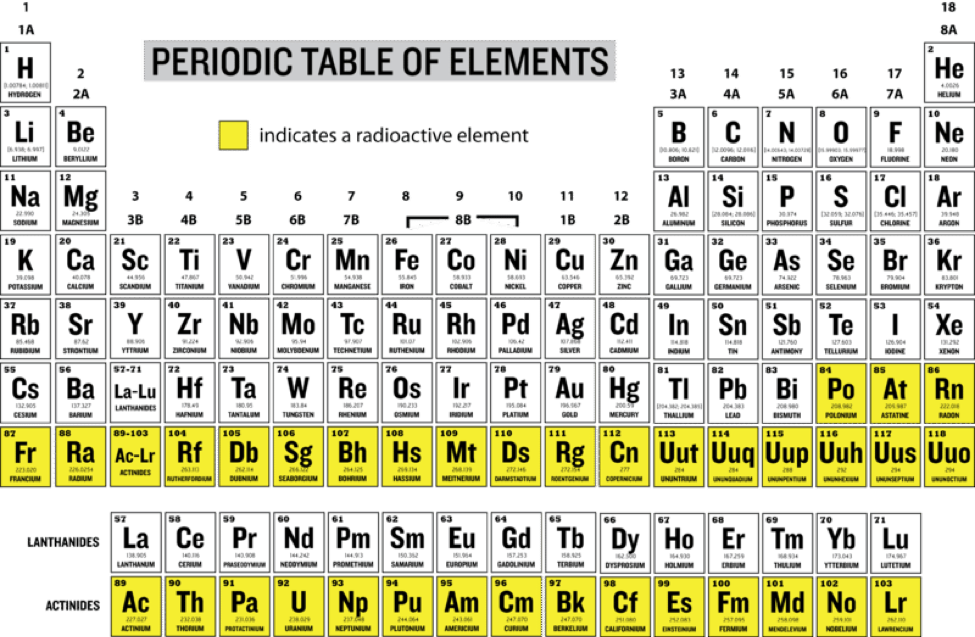 1 18
1A 8A
PERIODIC TABLE OF ELEMENTS
1 2
H He
[1.00784, 1.00811] 4.0026
HYDROGEN HELIUM
2 13 14 15 16 17
2A 3A 4A 5A 6A 7A
indicates a radioactive element
3 4 5 6 7 8 9 10
Li Be B C N O F Ne
[6.938, 6.997] 9.0122 [10.806, 10.821] [12.0096, 12.0116] 18.998 20.180
LITHIUM BERYLLIUM BORON CARBON NITROGEN OXYGEN FLUORINE NEON
11 12 13 14 15 16 17 18
Na Mg Al Si P S Cl Ar
22.990 24.305 26.982 [28.084, 28.086] 30.974 [32.059, 32.076] [35.446, 35.457] 39.948
SODIUM MAGNESIUM ALUMINUM SILICON PHOSPHORUS SULFUR CHLORINE ARGON
3 4 5 6 7 8 9 10 11 12
3B 4B 5B 6B 7B 8B 1B 2B
19 20 21 22 23 24 25 26 27 28 29 30 31 32 33 34 35 36
K Ca Sc Ti V Cr Mn Fe Co Ni Cu Zn Ga Ge As Se Br Kr
39.098 40.078 44.956 47.867 50.942 51.996 54.938 55.845 58.933 58.693 63.546 69.723 74.922 79.904
POTASSIUM CALCIUM SCANDIUM TITANIUM VANADIUM CHROMIUM MANGANESE IRON COBALT NICKEL COPPER ZINC GALLIUM GERMANIUM ARSENIC SELENIUM BROMINE KRYPTON
37 38 39 40 41 42 43 44 45 46 47 48 49 50 51 52 53 54
Rb Sr Y Zr Nb Mo Tc Ru Rh Pd Ag Cd In Sn Sb Te I Xe
85.468 87.62 88.906 91.224 92.906 95.94 97.907 101.07 102.906 106.42 107.868 112.411 114.818 121.760 127.603 126.904 131.292
RUBIDIUM STRONTIUM YTTRIUM ZIRCONIUM NIOBIUM MOLYBDENUM TECHNETIUM RUTHENIUM RHODIUM PALLADIUM SILVER CADMIUM INDIUM TIN ANTIMONY TELLURIUM IODINE XENON
55 56 57-71 72 73 74 75 76 77 78 79 80 81 82 83 84 85 86
Cs Ba La-Lu Hf Ta W Re Os Ir Pt Au Hg Tl Pb Bi Po At Rn
132.905 137.327 178.49 180.95 183.84 186.207 190.233 192.217 195.084 196.967 200.59 [204.382, 204.385] 208.980 208.982 209.987 222.018
CESIUM BARIUM LANTHANIDES HAFNIUM TANTALUM TUNGSTEN RHENIUM OSMIUM IRIDIUM PLATIUM GOLD MERCURY THALLIUM LEAD BISMUTH POLONIUM ASTATINE RADON
87 88 89-103 104 105 106 107 108 109 110 111 112 113 114 115 116 117 118
Fr Ra Ac-Lr Rf Db Sg Bh Hs Mt Ds Rg Cn Uut Uuq Uup Uuh Uus Uuo
223.020 226.0254 263.113 262.114 266.122 264.125 269.134 268.139 272.146 272.154 277 284 288 292 294 294
FRANCIUM RADIUM ACTINIDES RUTHERFORDIUM DUBNIUM SEABORGIUM BOHRIUM HASSIUM MEITNERIUM DARMSTADTIUM ROENTGENIUM COPERNICIUM UNUNTRIUM UNUNQUADIUM UNUNPENTIUM UNUNHEXIUM UNUNSEPTIUM UNUNOCTIUM
57 58 59 60 61 62 63 64 65 66 67 68 69 70 71
LANTHANIDES La Ce Pr Nd Pm Sm Eu Gd Tb Dy Ho Er Tm Yb Lu
138.905 140.116 140.908 144.242 144.913 150.362 151.964 157.253 158.925 162.500 164.930 167.259 168.934 173.043 174.967
LANTHANUM CERIUM PRASEODYMIUM NEODYMIUM PROMETHIUM SAMARIUM EUROPIUM GADOLINIUM TERBIUM DYSPROSIUM HOLMIUM ERBIUM THULIUM YTTERBIUM LUTETIUM
89 90 91 92 93 94 95 96 97 98 99 100 101 102 103
ACTINIDES Ac Th Pa U Np Pu Am Cm Bk Cf Es Fm Md No Lr
227.027 232.038 231.036 238.029 237.048 244.064 243.061 247.070 247.070 251.080 252.083 257.095 258.098 259.101 262.110
ACTINIUM THORIUM PROTACTINIUM URANIUM NEPTUNIUM PLUTONIUM AMERICIUM CURIUM BERKELIUM CALIFORNIUM EINSTEINIUM FERMIUM MENDELEVIUM NOBELIUM LAWRENCIUM